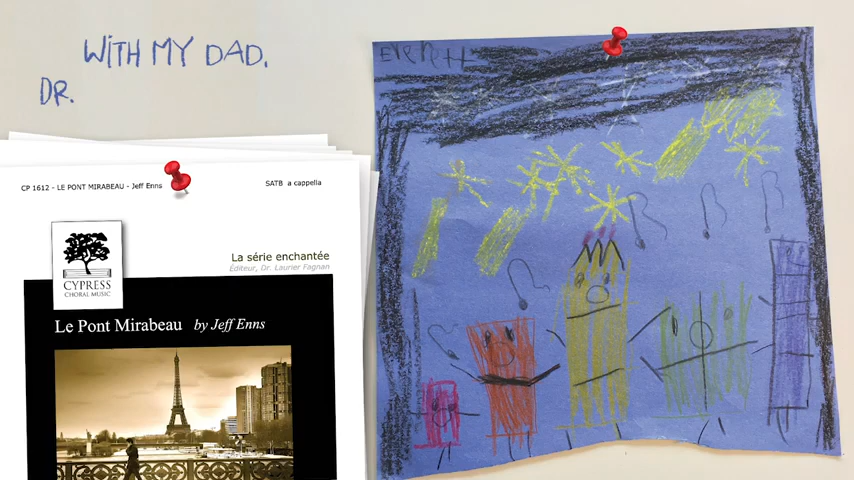 WITH MY DAD.
DR.
CP 1612 - LE PONT MIRABEAU - Jeff Enns
SATB a cappella
La série enchantée
Éditeur, Dr. Laurier Fagnan
CYPRESS
CHORAL MUSIC
Le Pont Mirabeau by Jeff Enns
Everett